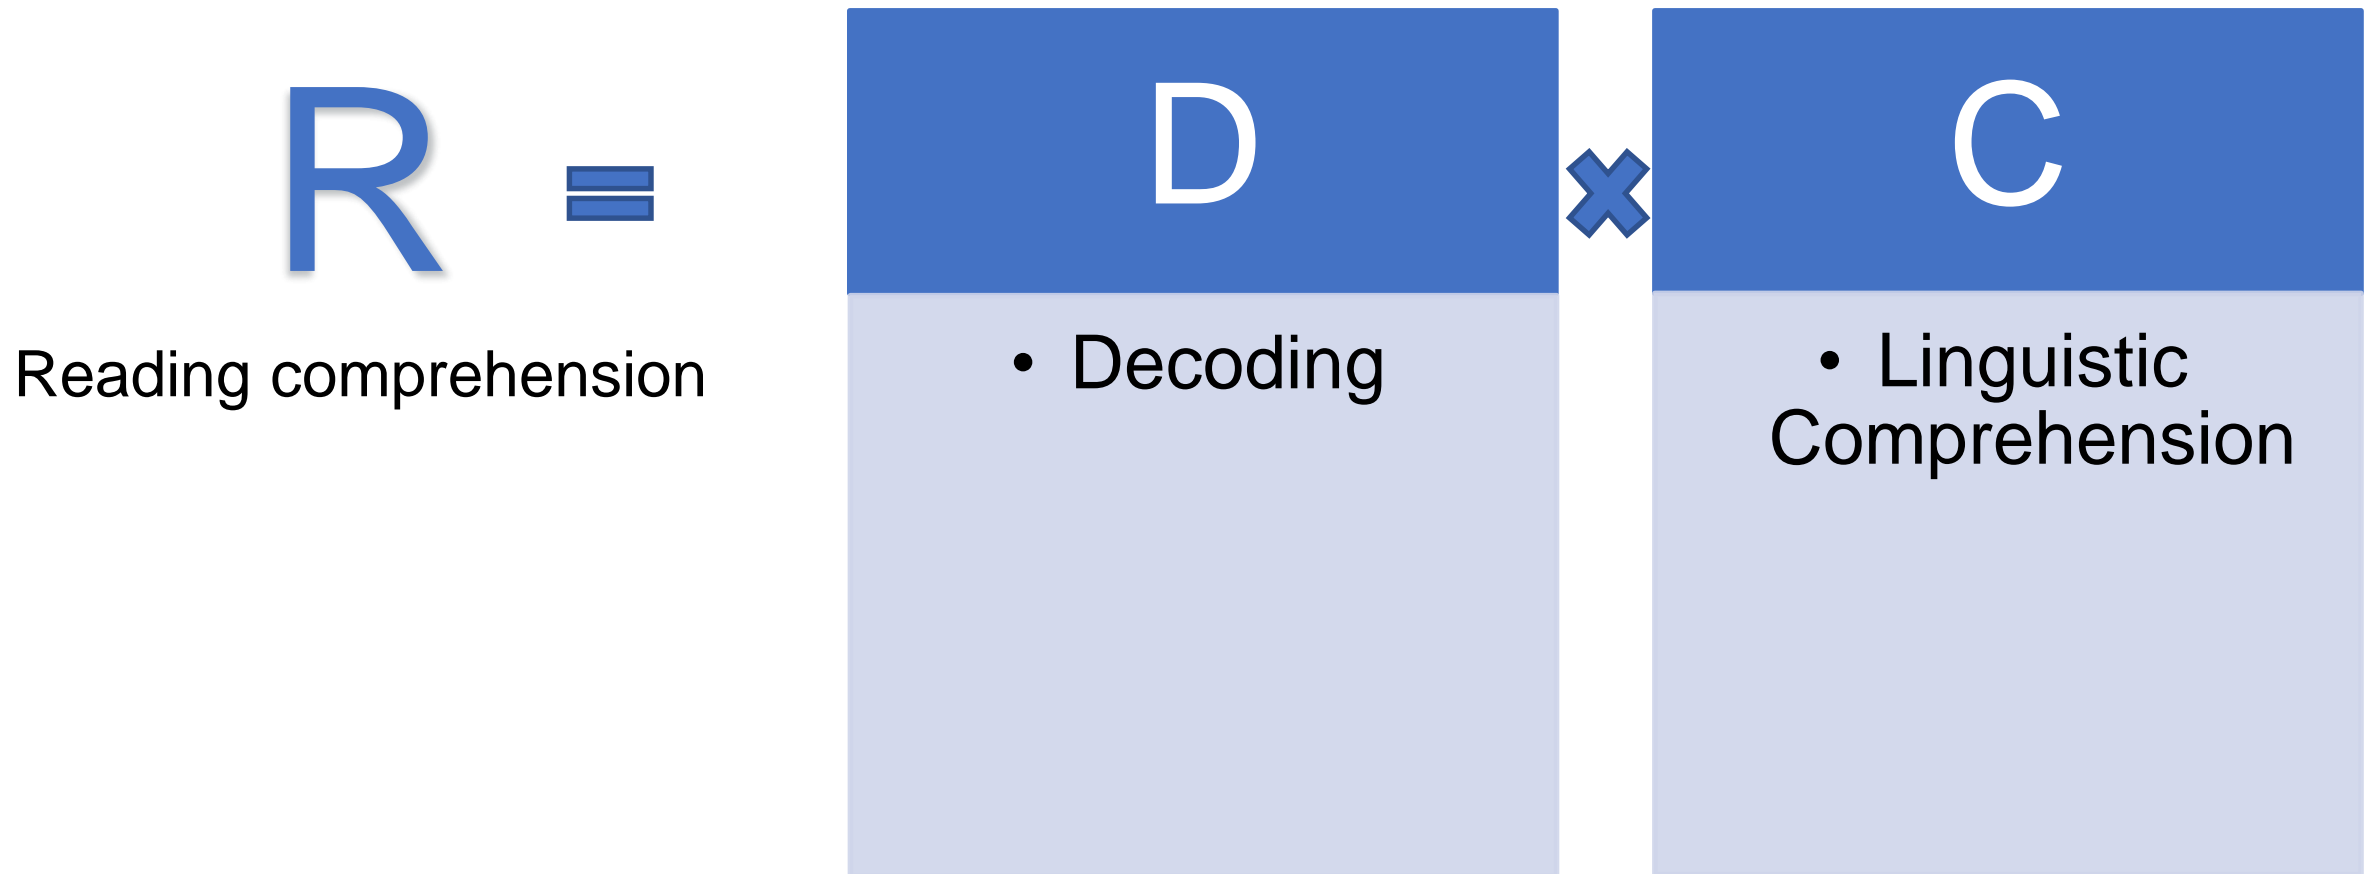 R = D × C
Reading comprehension
• Decoding
• Linguistic
Comprehension